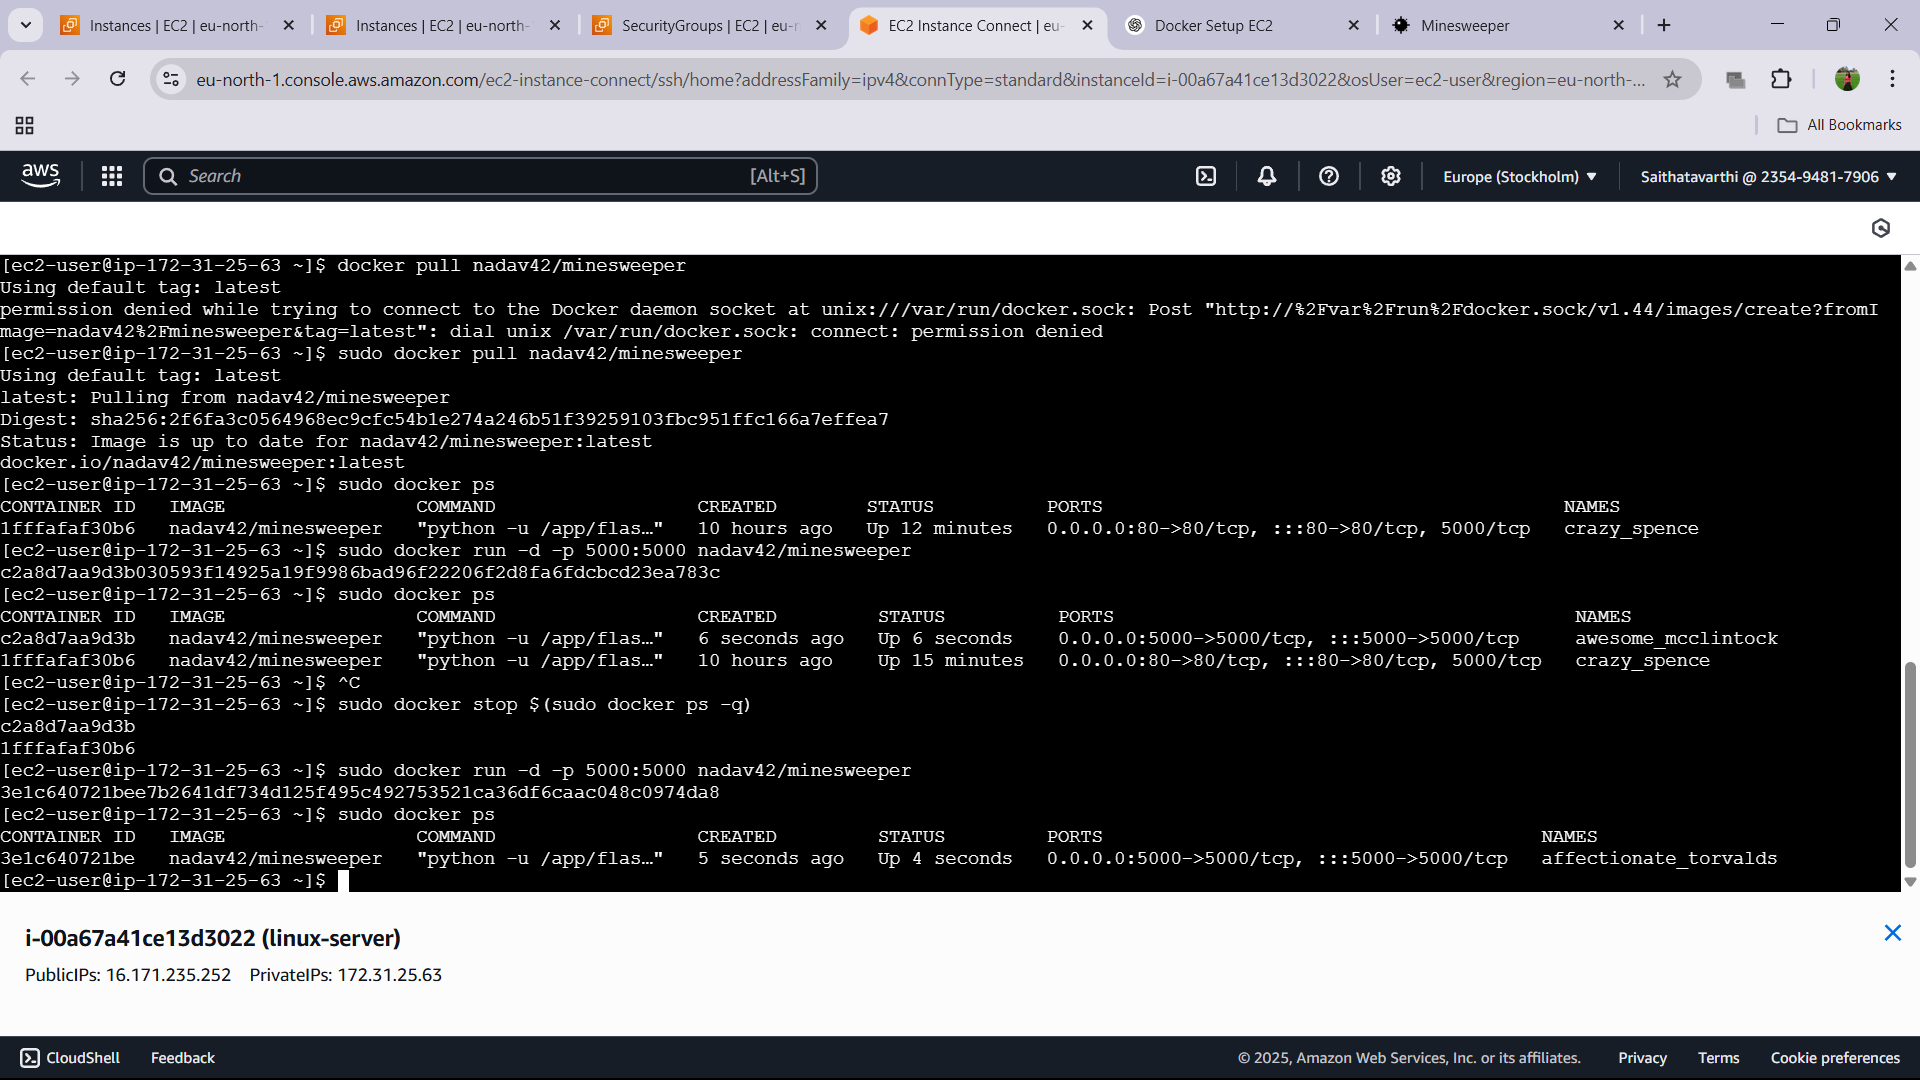 Instances | EC2 | eu-north-
Instances | EC2 | eu-north-1
SecurityGroups | EC2 | eu-n
EC2 Instance Connect | eu-
Docker Setup EC2
Minesweeper
eu-north-1.console.aws.amazon.com/ec2-instance-connect/ssh/home?addressFamily=ipv4&connType=standard&instanceId=i-00a67a41ce13d3022&osUser=ec2-user&region=eu-north-...
All Bookmarks
aws
Search
[Alt+S]
Europe (Stockholm)
Saithatavarthi @ 2354-9481-7906
[ec2-user@ip-172-31-25-63 ~]$ docker pull nadav42/minesweeper
Using default tag: latest
permission denied while trying to connect to the Docker daemon socket at unix:///var/run/docker.sock: Post "http://%2Fvar%2Frun%2Fdocker.sock/v1.44/images/create?fromI
mage=nadav42%2Fminesweeper&tag=latest": dial unix /var/run/docker.sock: connect: permission denied
[ec2-user@ip-172-31-25-63 ~]$ sudo docker pull nadav42/minesweeper
Using default tag: latest
latest: Pulling from nadav42/minesweeper
Digest: sha256:2f6fa3c0564968ec9cfc54b1e274a246b51f39259103fbc951ffc166a7effea7
Status: Image is up to date for nadav42/minesweeper:latest
docker.io/nadav42/minesweeper:latest
[ec2-user@ip-172-31-25-63 ~]$ sudo docker ps
CONTAINER ID   IMAGE                 COMMAND                  CREATED        STATUS          PORTS                                         NAMES
1fffafaf30b6   nadav42/minesweeper   "python -u /app/flas…"   10 hours ago   Up 12 minutes   0.0.0.0:80->80/tcp, :::80->80/tcp, 5000/tcp   crazy_spence
[ec2-user@ip-172-31-25-63 ~]$ sudo docker run -d -p 5000:5000 nadav42/minesweeper
c2a8d7aa9d3b030593f14925a19f9986bad96f22206f2d8fa6fdcbcd23ea783c
[ec2-user@ip-172-31-25-63 ~]$ sudo docker ps
CONTAINER ID   IMAGE                 COMMAND                  CREATED         STATUS          PORTS                                         NAMES
c2a8d7aa9d3b   nadav42/minesweeper   "python -u /app/flas…"   6 seconds ago   Up 6 seconds    0.0.0.0:5000->5000/tcp, :::5000->5000/tcp     awesome_mcclintock
1fffafaf30b6   nadav42/minesweeper   "python -u /app/flas…"   10 hours ago    Up 15 minutes   0.0.0.0:80->80/tcp, :::80->80/tcp, 5000/tcp   crazy_spence
[ec2-user@ip-172-31-25-63 ~]$ ^C
[ec2-user@ip-172-31-25-63 ~]$ sudo docker stop $(sudo docker ps -q)
c2a8d7aa9d3b
1fffafaf30b6
[ec2-user@ip-172-31-25-63 ~]$ sudo docker run -d -p 5000:5000 nadav42/minesweeper
3e1c640721bee7b2641df734d125f495c492753521ca36df6caac048c0974da8
[ec2-user@ip-172-31-25-63 ~]$ sudo docker ps
CONTAINER ID   IMAGE                 COMMAND                  CREATED         STATUS         PORTS                                       NAMES
3e1c640721be   nadav42/minesweeper   "python -u /app/flas…"   5 seconds ago   Up 4 seconds   0.0.0.0:5000->5000/tcp, :::5000->5000/tcp   affectionate_torvalds
[ec2-user@ip-172-31-25-63 ~]$
i-00a67a41ce13d3022 (linux-server)
PublicIPs: 16.171.235.252 PrivateIPs: 172.31.25.63
CloudShell
Feedback
© 2025, Amazon Web Services, Inc. or its affiliates.
Privacy
Terms
Cookie preferences